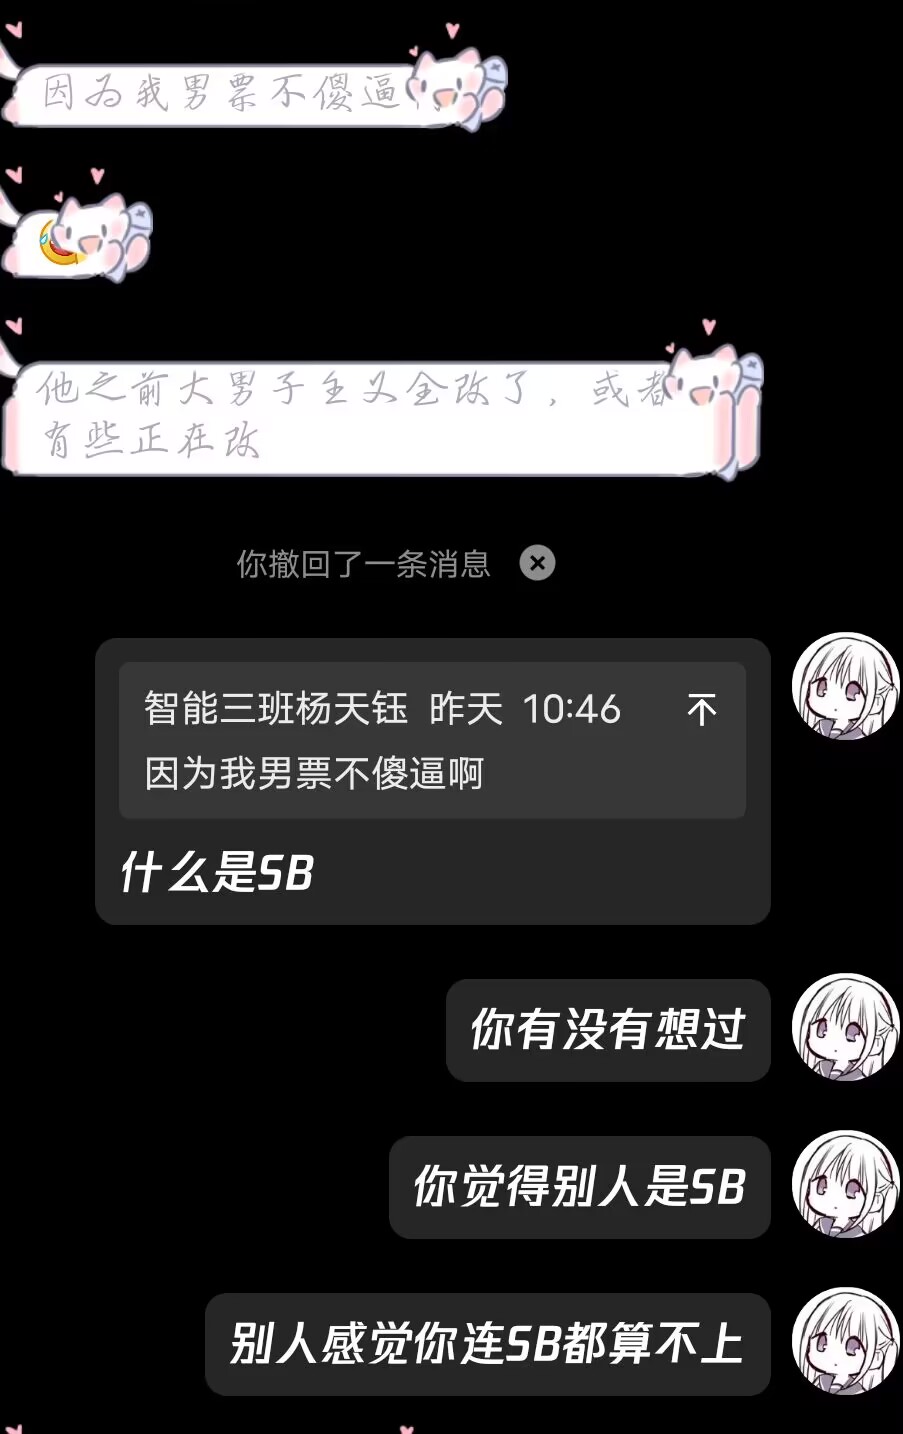 因为我男票不傻逼
他之前大男子主义全改了，或者
有些正在改
你撤回了一条消息
智能三班杨天钰 昨天 10:46
因为我男票不傻逼啊
什么是SB
你有没有想过
你觉得别人是SB
别人感觉你连SB都算不上